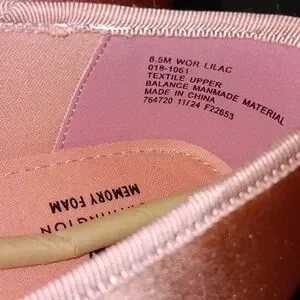 8.5M WOR LILAC
018-1061
TEXTILE UPPER
BALANCE MANMADE MATERIAL
MADE IN CHINA
764720 11/24 F22653
MEMORY FOAM